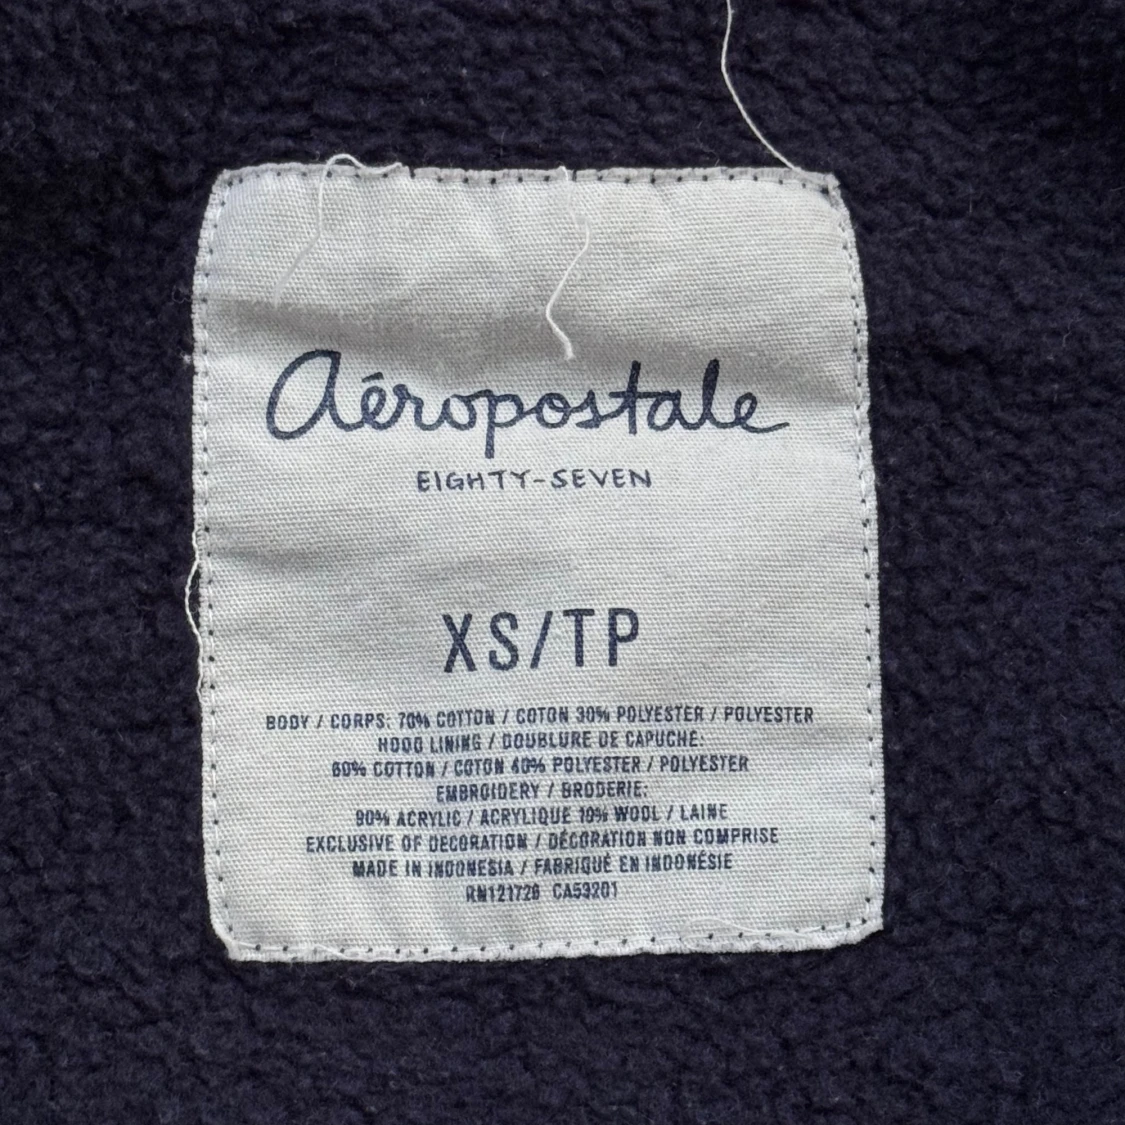 Aéropostale
EIGHTY-SEVEN
XS/TP
BODY / CORPS: 70% COTTON / COTON 30% POLYESTER / POLYESTER
HOOD LINING / DOUBLURE DE CAPUCHE:
60% COTTON / COTON 40% POLYESTER / POLYESTER
EMBROIDERY / BRODERIE:
90% ACRYLIC / ACRYLIQUE 10% WOOL / LAINE
EXCLUSIVE OF DECORATION / DÉCORATION NON COMPRISE
MADE IN INDONESIA / FABRIQUÉ EN INDONÉSIE
RN121726 CA53201